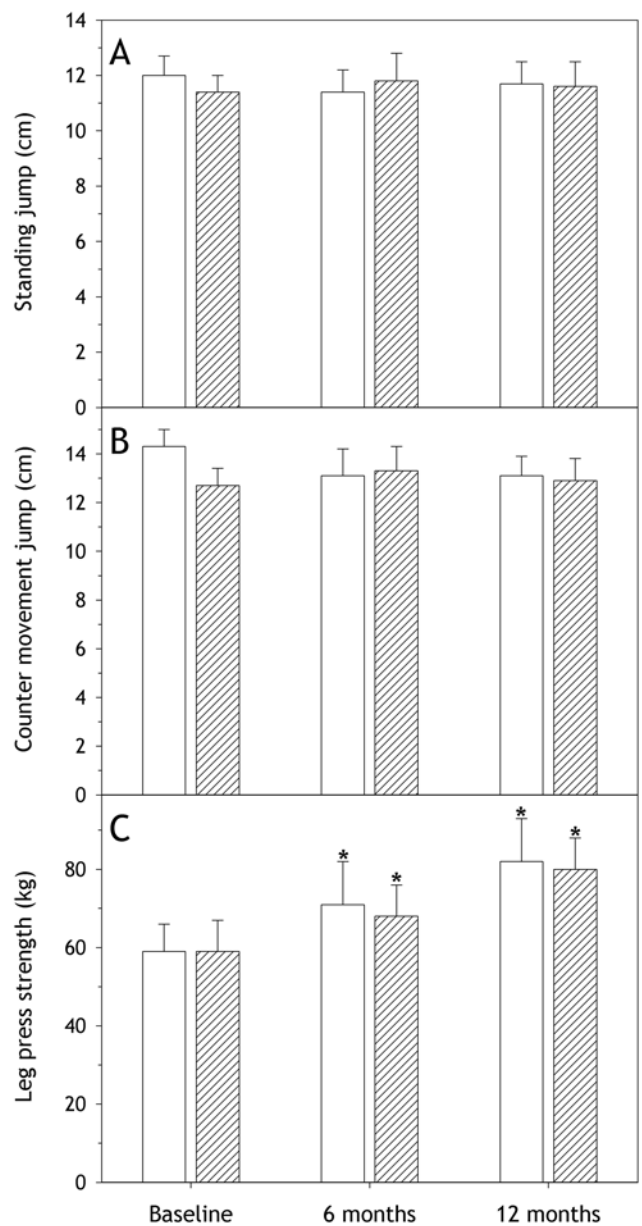 A
Standing jump (cm)
14
12
10
8
6
4
2
0
B
Counter movement jump (cm)
14
12
10
8
6
4
2
0
C
Leg press strength (kg)
80
60
40
20
0
* * * *
Baseline 6 months 12 months